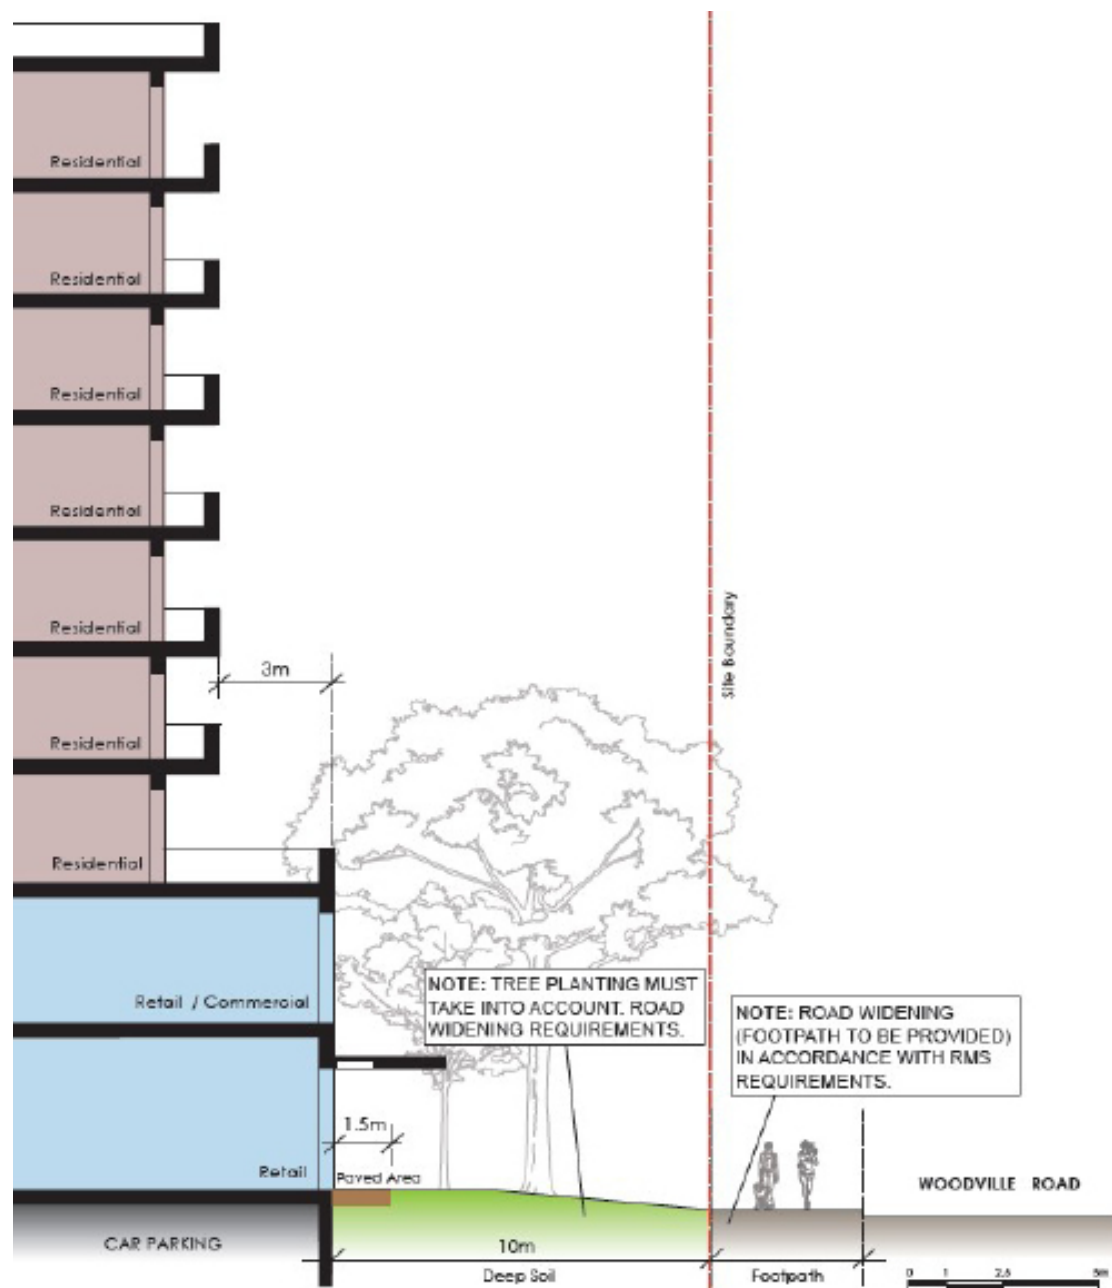 Residential
Residential
Residential
Residential
Residential
3m
Site Boundary
Residential
Residential
Retail / Commercial
NOTE: TREE PLANTING MUST
TAKE INTO ACCOUNT. ROAD
WIDENING REQUIREMENTS.
NOTE: ROAD WIDENING
(FOOTPATH TO BE PROVIDED)
IN ACCORDANCE WITH RMS
REQUIREMENTS.
1.5m
Retail
Paved Area
WOODVILLE ROAD
CAR PARKING
10m
Deep Soil
Footpath
0 1 2.5 5m